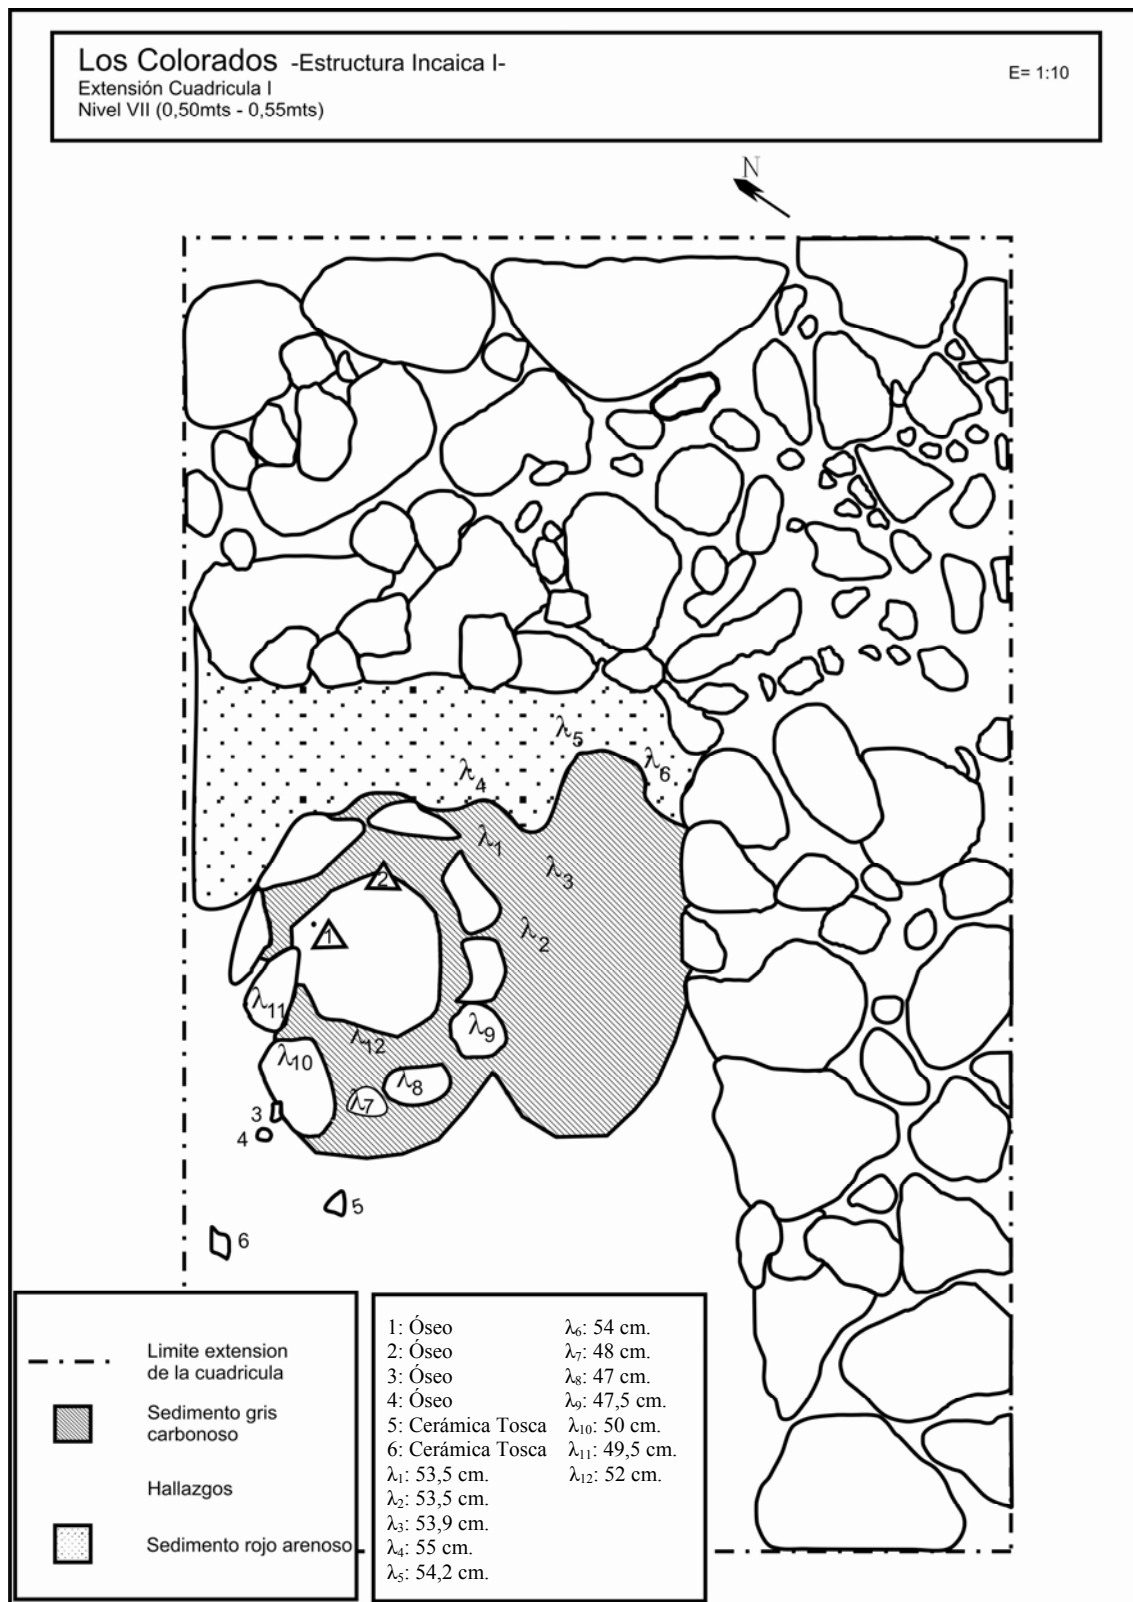 Los Colorados -Estructura Incaica I-
E= 1:10
Extensión Cuadricula I
Nivel VII (0,50mts - 0,55mts)
N
λ5
λ6
λ4
λ1
λ3
2
λ2
1
λ11
λ9
λ12
λ10
λ8
λ7
3
4
5
6
Limite extension
de la cuadricula
Sedimento gris
carbonoso
Hallazgos
Sedimento rojo arenoso
1: Óseo λ6: 54 cm.
2: Óseo λ7: 48 cm.
3: Óseo λ8: 47 cm.
4: Óseo λ9: 47,5 cm.
5: Cerámica Tosca λ10: 50 cm.
6: Cerámica Tosca λ11: 49,5 cm.
λ1: 53,5 cm. λ12: 52 cm.
λ2: 53,5 cm.
λ3: 53,9 cm.
λ4: 55 cm.
λ5: 54,2 cm.